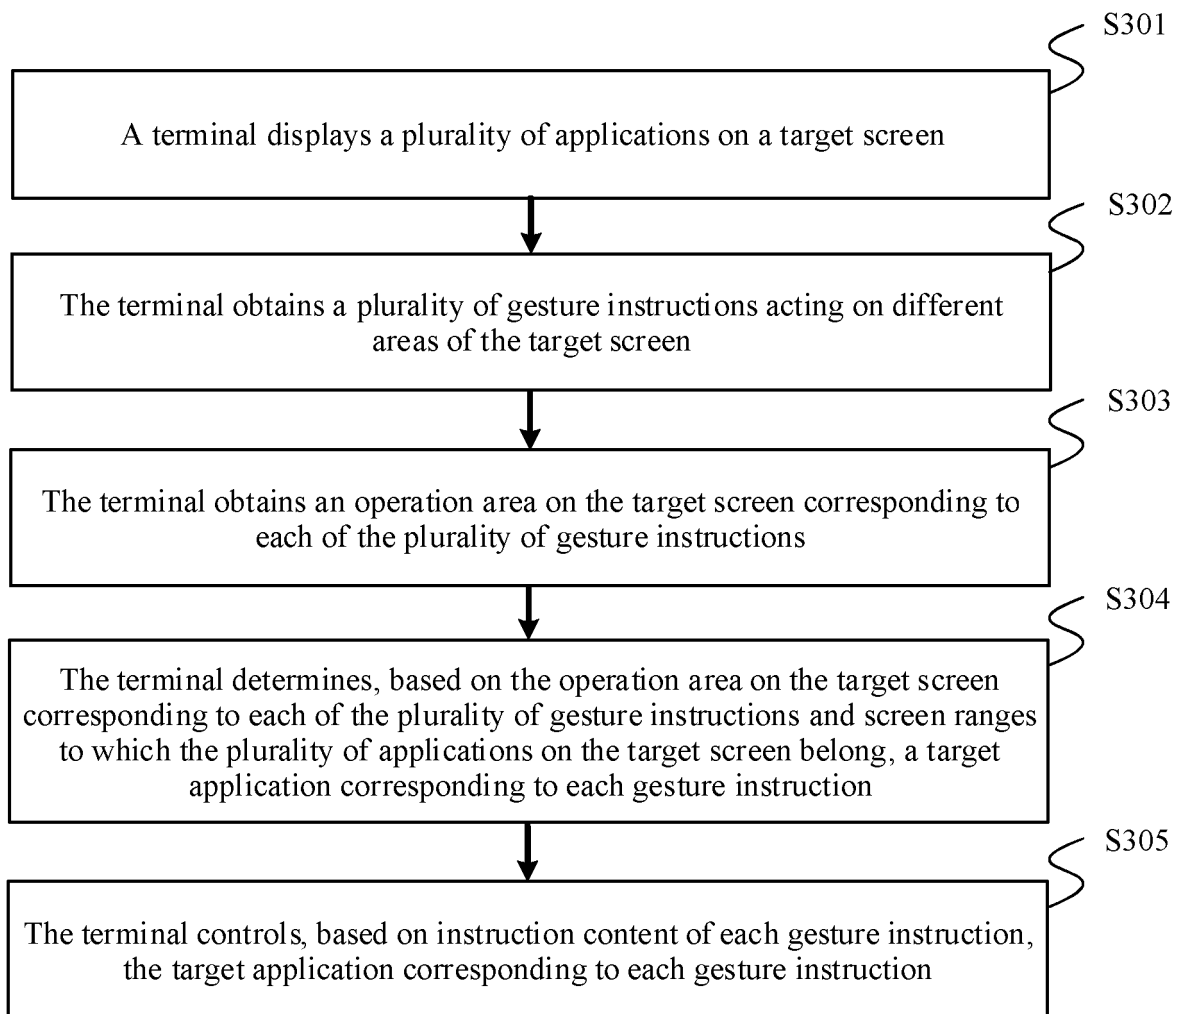 S301
A terminal displays a plurality of applications on a target screen
S302
The terminal obtains a plurality of gesture instructions acting on different
areas of the target screen
S303
The terminal obtains an operation area on the target screen corresponding to
each of the plurality of gesture instructions
S304
The terminal determines, based on the operation area on the target screen
corresponding to each of the plurality of gesture instructions and screen ranges
to which the plurality of applications on the target screen belong, a target
application corresponding to each gesture instruction
S305
The terminal controls, based on instruction content of each gesture instruction,
the target application corresponding to each gesture instruction